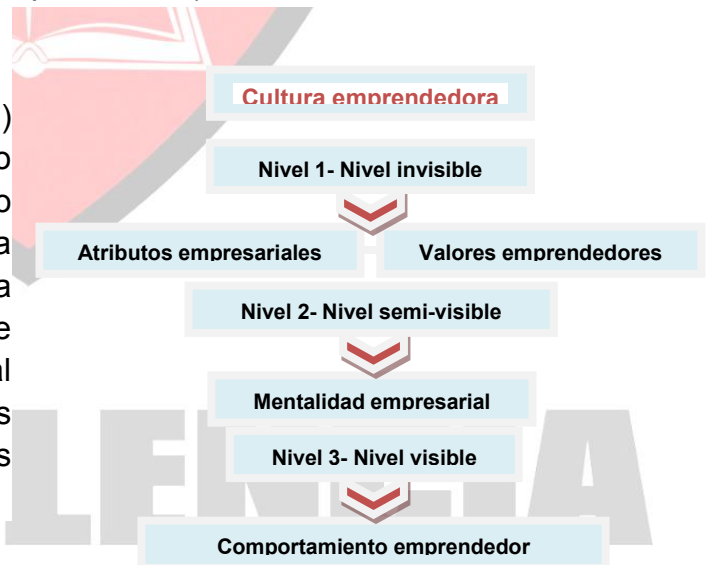 Cultura emprendedora
)
Nivel 1- Nivel invisible
o
o
a
Atributos empresariales Valores emprendedores
a
Nivel 2- Nivel semi-visible
e
al
Mentalidad empresarial
s
Nivel 3- Nivel visible
s
Comportamiento emprendedor